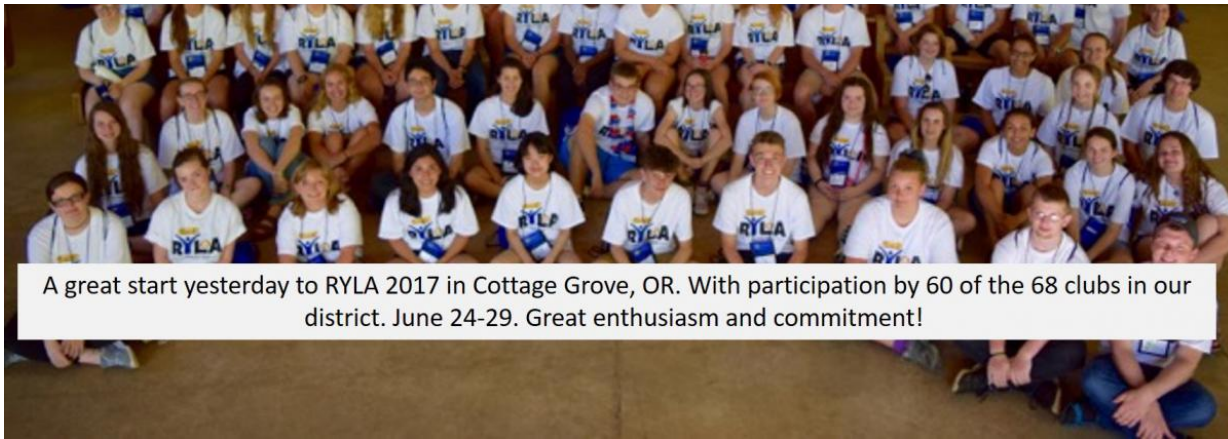 RYLA
A great start yesterday to RYLA 2017 in Cottage Grove, OR. With participation by 60 of the 68 clubs in our
district. June 24-29. Great enthusiasm and commitment!